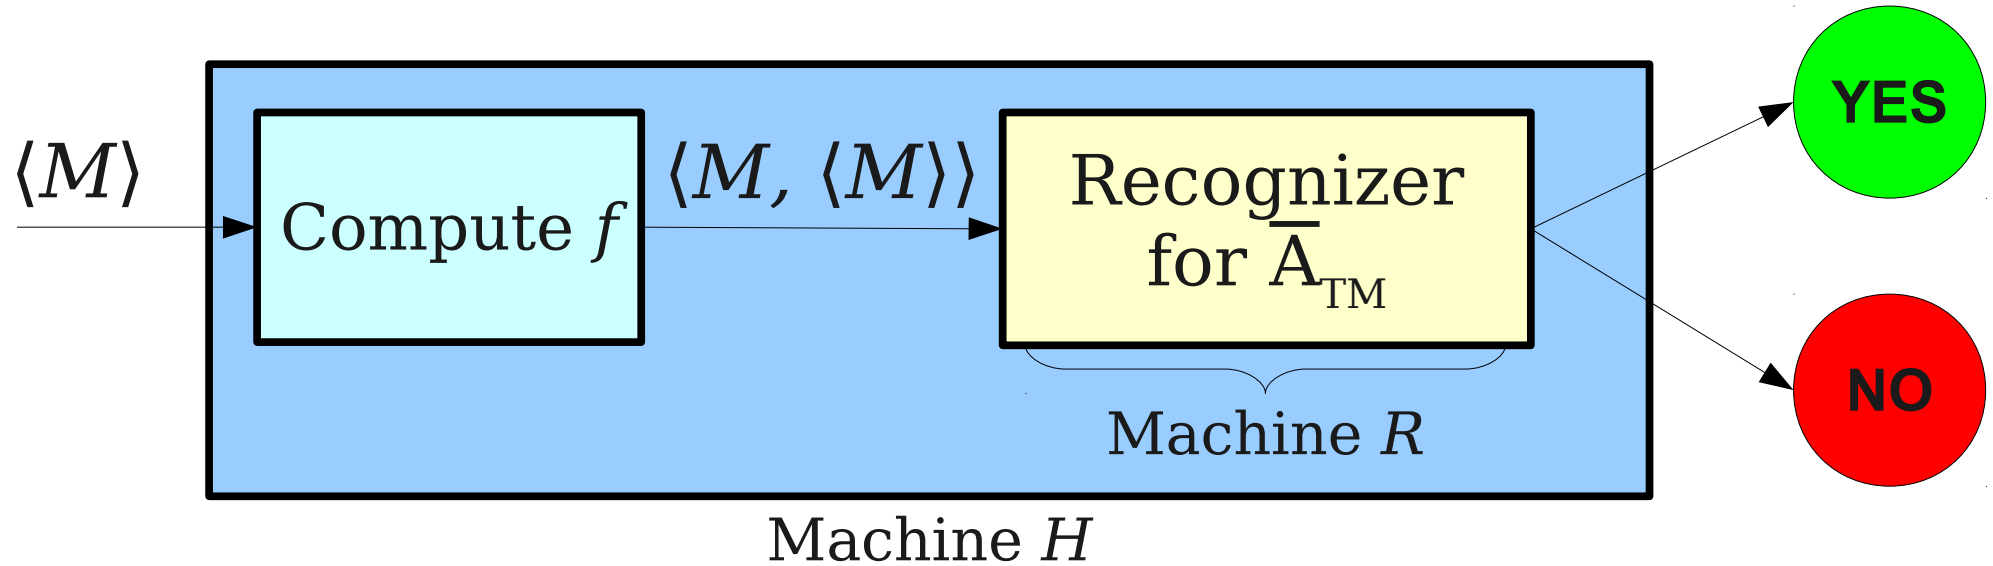 ⟨M⟩
Compute f
⟨M, ⟨M⟩⟩
Recognizer
for A̅TM
Machine R
Machine H
YES
NO